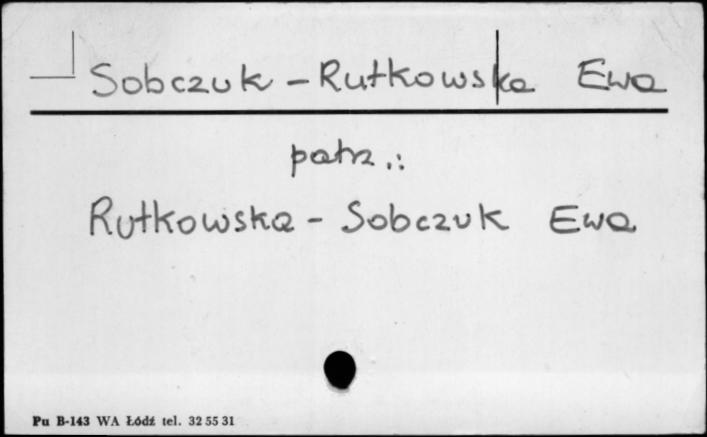 Sobczuk - Rutkowska Ewa
patrz.:
Rutkowska - Sobczuk Ewa
Pu B-143 WA Łódź tel. 32 55 31